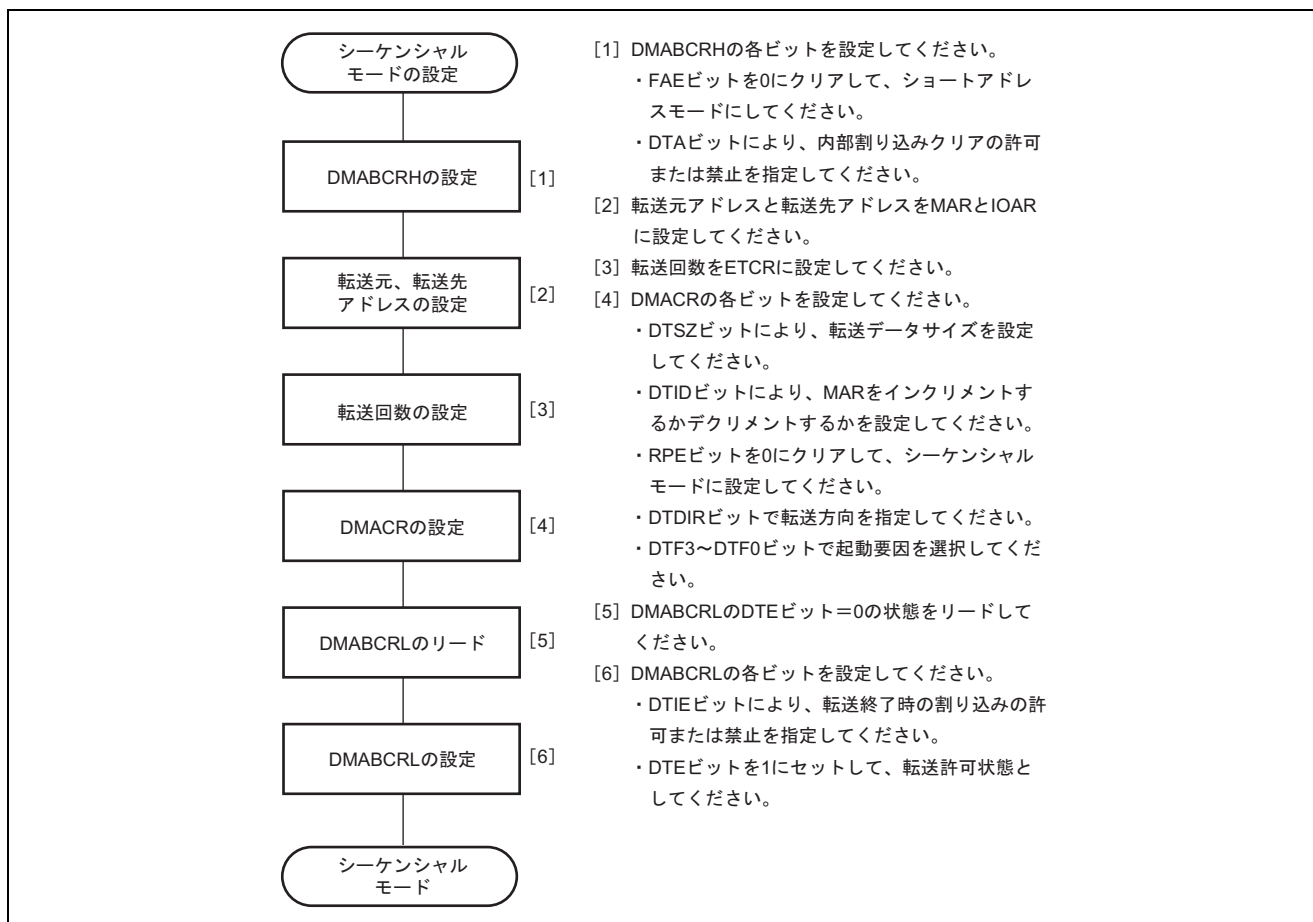 シーケンシャル
モードの設定
DMABCRHの設定
[1]
転送元、転送先
アドレスの設定
[2]
転送回数の設定
[3]
DMACRの設定
[4]
DMABCRLのリード
[5]
DMABCRLの設定
[6]
シーケンシャル
モード
[1] DMABCRHの各ビットを設定してください。
・FAEビットを0にクリアして、ショートアドレ
スモードにしてください。
・DTAビットにより、内部割り込みクリアの許可
または禁止を指定してください。
[2] 転送元アドレスと転送先アドレスをMARとIOAR
に設定してください。
[3] 転送回数をETCRに設定してください。
[4] DMACRの各ビットを設定してください。
・DTSZビットにより、転送データサイズを設定
してください。
・DTIDビットにより、MARをインクリメントす
るかデクリメントするかを設定してください。
・RPEビットを0にクリアして、シーケンシャル
モードに設定してください。
・DTDIRビットで転送方向を指定してください。
・DTF3～DTF0ビットで起動要因を選択してくだ
さい。
[5] DMABCRLのDTEビット＝0の状態をリードして
ください。
[6] DMABCRLの各ビットを設定してください。
・DTIEビットにより、転送終了時の割り込みの許
可または禁止を指定してください。
・DTEビットを1にセットして、転送許可状態と
してください。